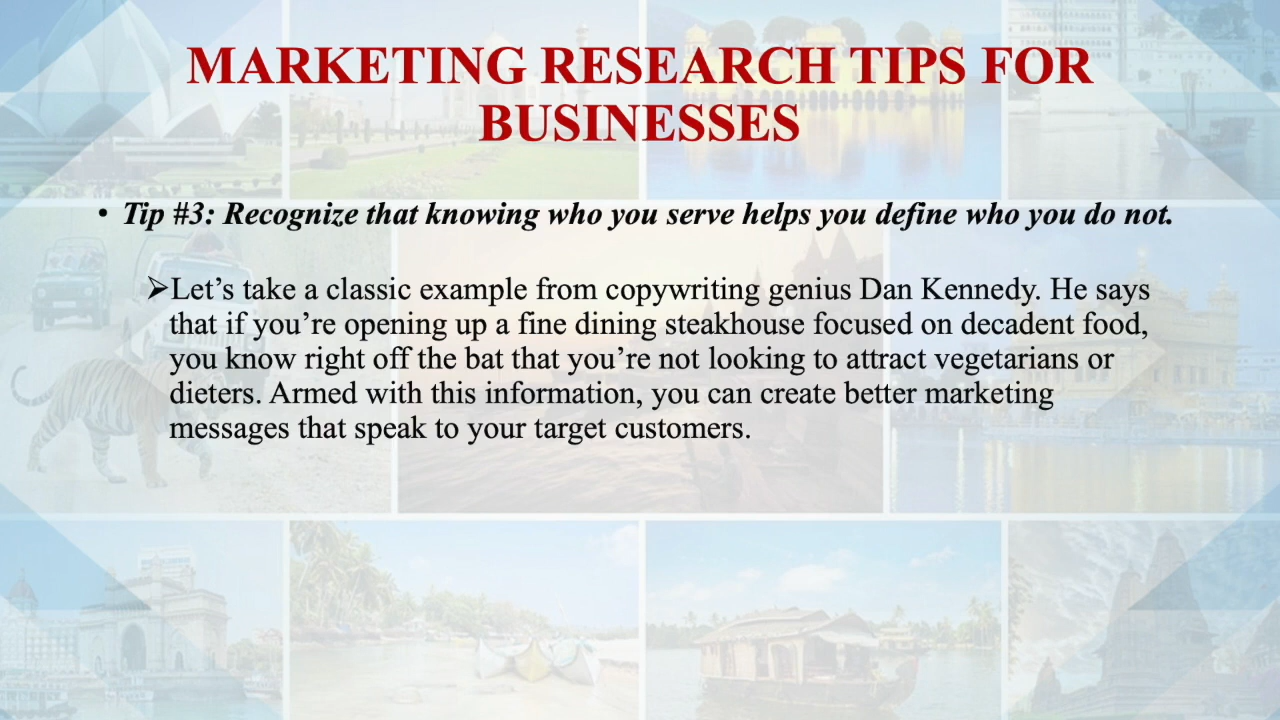 MARKETING RESEARCH TIPS FOR
BUSINESSES
• Tip #3: Recognize that knowing who you serve helps you define who you do not.
➢Let’s take a classic example from copywriting genius Dan Kennedy. He says
that if you’re opening up a fine dining steakhouse focused on decadent food,
you know right off the bat that you’re not looking to attract vegetarians or
dieters. Armed with this information, you can create better marketing
messages that speak to your target customers.